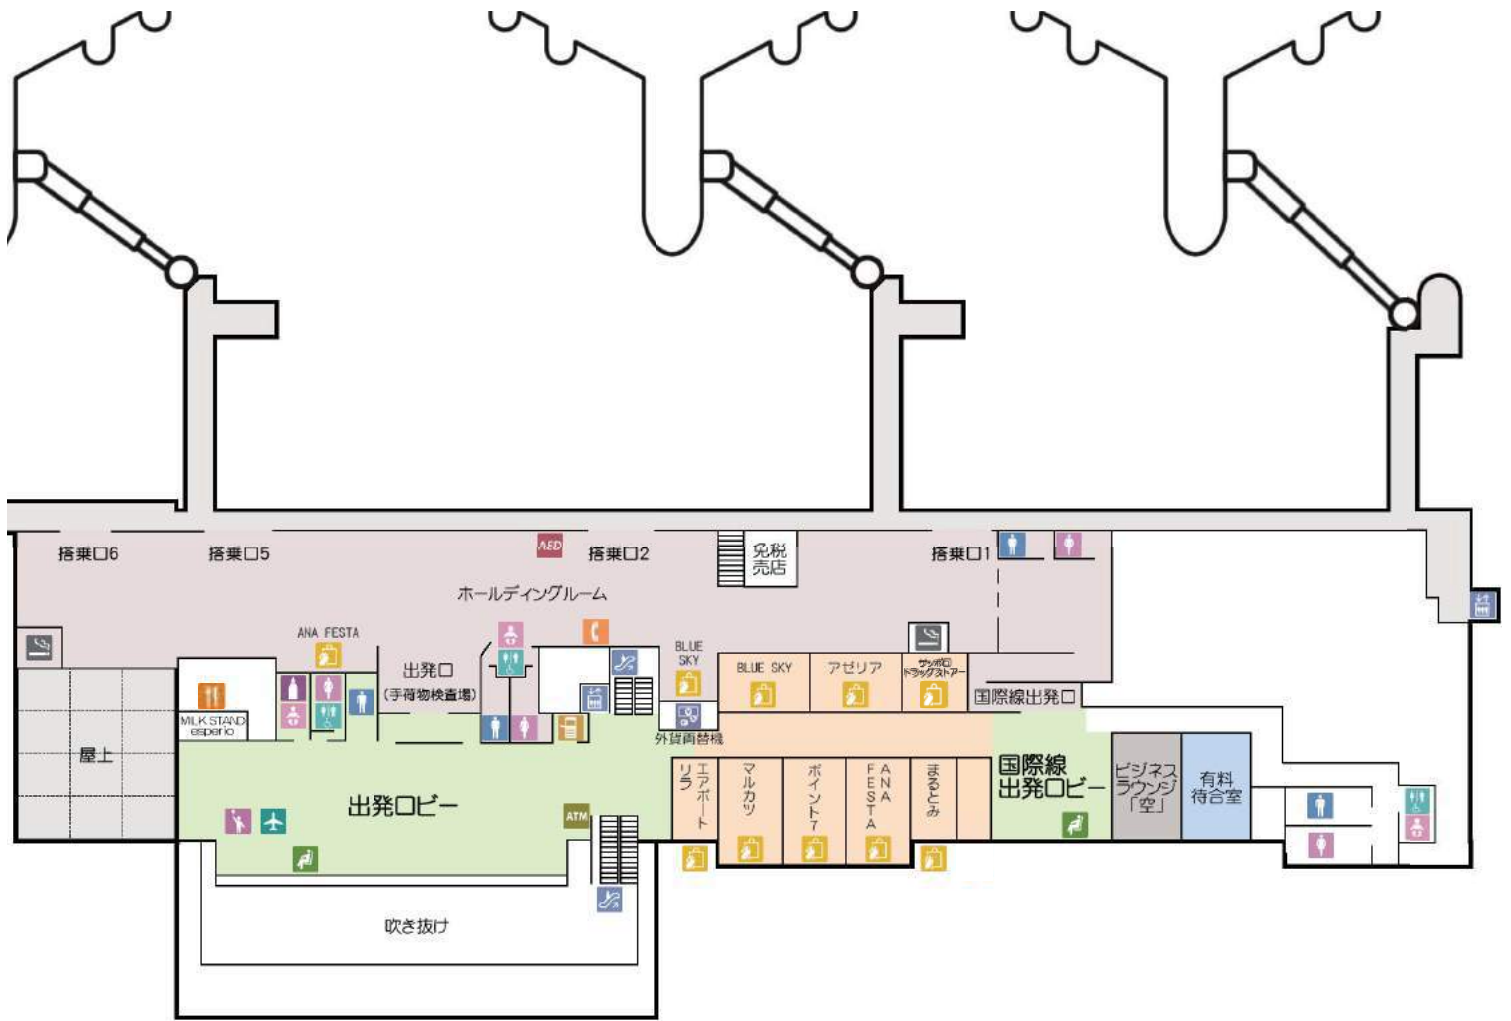 搭乗口6
搭乗口5
AED
搭乗口2
免税
売店
搭乗口1
ホールディングルーム
ANA FESTA
出発口
(手荷物検査場)
BLUE
SKY
BLUE SKY
アゼリア
サッポロ
ドラッグストアー
国際線出発口
MILK STAND
esperio
外貨両替機
屋上
出発ロビー
ATM
エアポート
リラ
マルカツ
ポイント7
ANA
FESTA
まるとみ
国際線
出発ロビー
ビジネス
ラウンジ
「空」
有料
待合室
吹き抜け